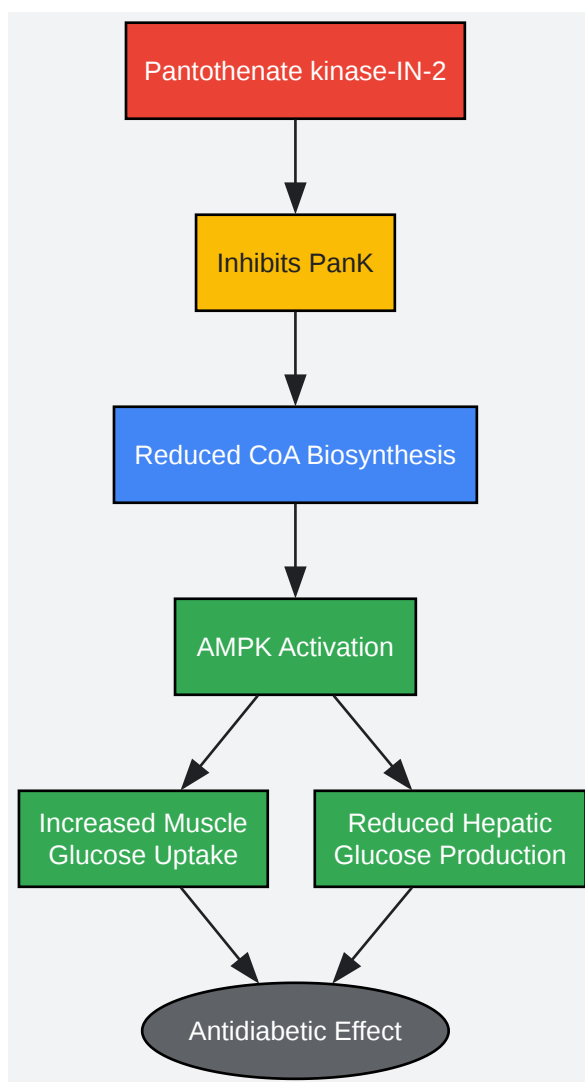 Pantothenate kinase-IN-2
Inhibits PanK
Reduced CoA Biosynthesis
AMPK Activation
Increased Muscle
Glucose Uptake
Reduced Hepatic
Glucose Production
Antidiabetic Effect